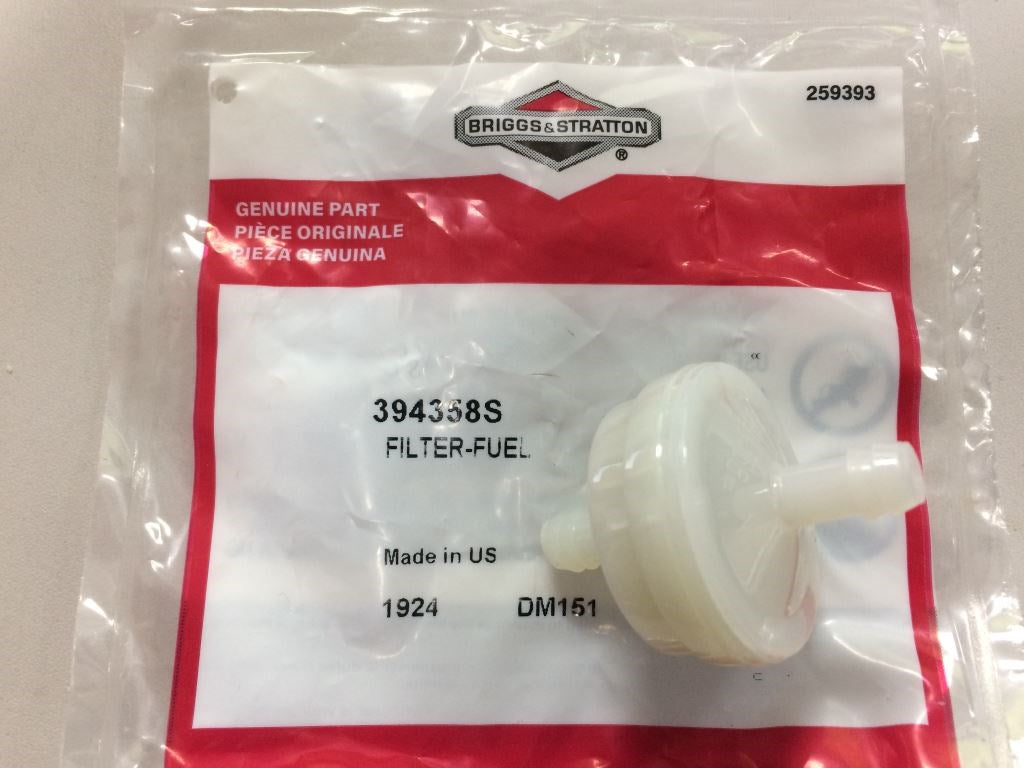 259393
BRIGGS&STRATTON
®
GENUINE PART
PIÈCE ORIGINALE
PIEZA GENUINA
394358S
FILTER-FUEL
Made in US
1924 DM151